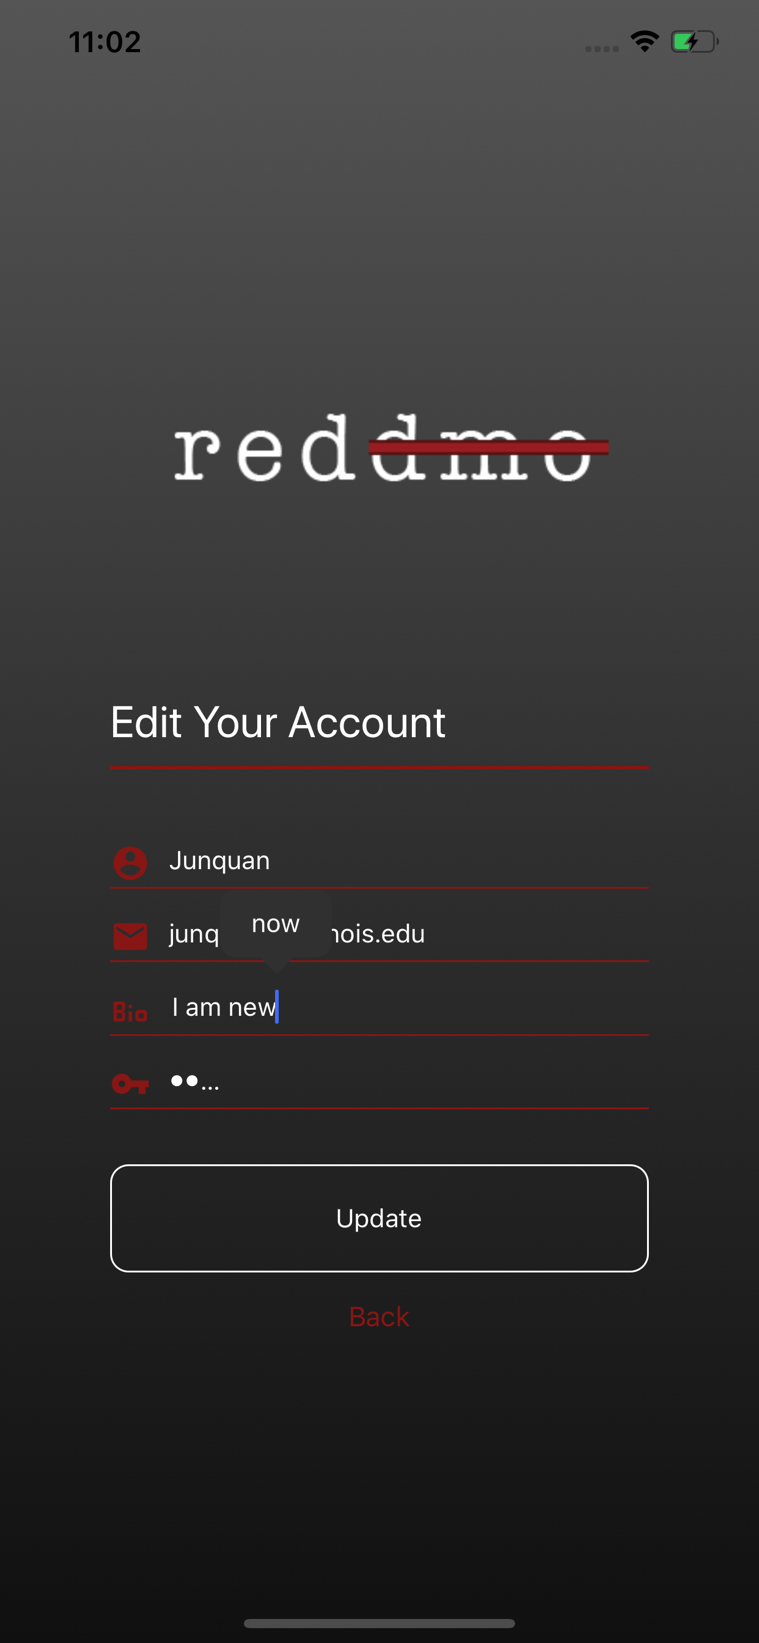 11:02
reddmo
Edit Your Account
Junquan
now
junq nois.edu
Bio I am new
••...
Update
Back